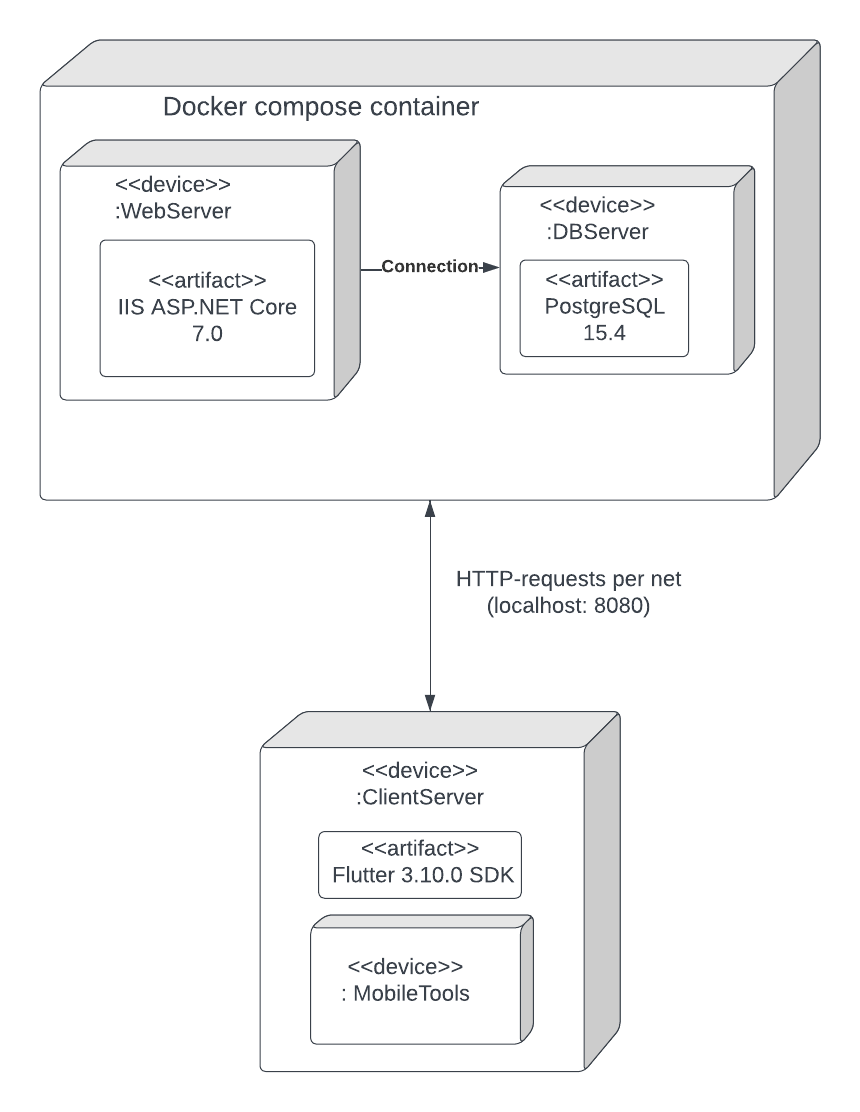 Docker compose container
<<device>>
:WebServer
<<artifact>>
IIS ASP.NET Core
7.0
Connection
<<device>>
:DBServer
<<artifact>>
PostgreSQL
15.4
HTTP-requests per net
(localhost: 8080)
<<device>>
:ClientServer
<<artifact>>
Flutter 3.10.0 SDK
<<device>>
: MobileTools